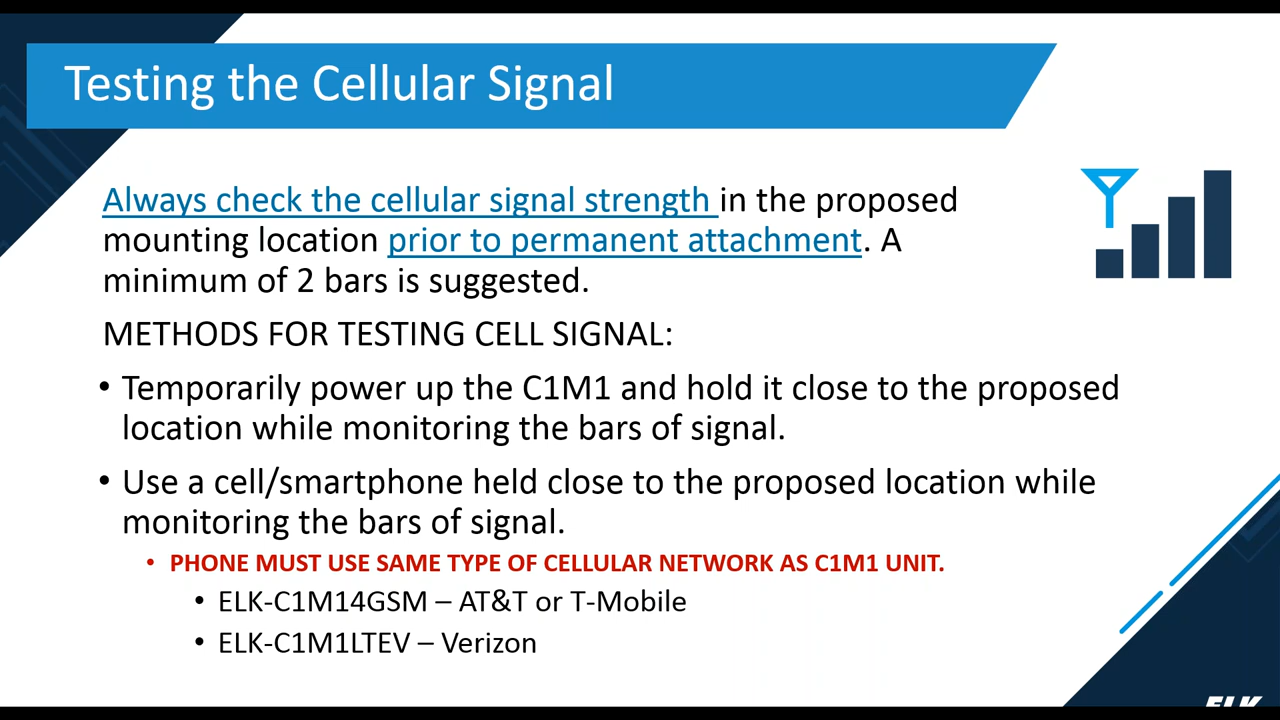 Testing the Cellular Signal
Always check the cellular signal strength in the proposed
mounting location prior to permanent attachment. A
minimum of 2 bars is suggested.
METHODS FOR TESTING CELL SIGNAL:
• Temporarily power up the C1M1 and hold it close to the proposed
location while monitoring the bars of signal.
• Use a cell/smartphone held close to the proposed location while
monitoring the bars of signal.
• PHONE MUST USE SAME TYPE OF CELLULAR NETWORK AS C1M1 UNIT.
• ELK-C1M14GSM – AT&T or T-Mobile
• ELK-C1M1LTEV – Verizon
ELK